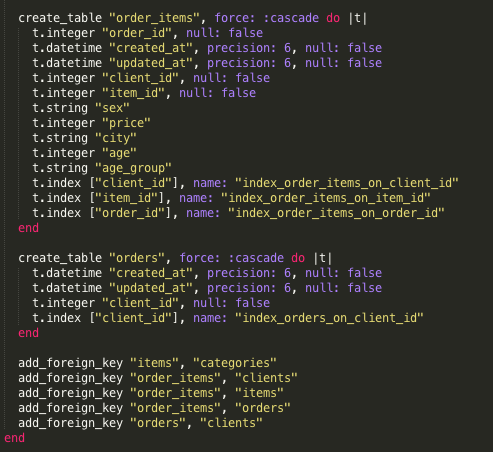 create_table "order_items", force: :cascade do |t|
t.integer "order_id", null: false
t.datetime "created_at", precision: 6, null: false
t.datetime "updated_at", precision: 6, null: false
t.integer "client_id", null: false
t.integer "item_id", null: false
t.string "sex"
t.integer "price"
t.string "city"
t.integer "age"
t.string "age_group"
t.index ["client_id"], name: "index_order_items_on_client_id"
t.index ["item_id"], name: "index_order_items_on_item_id"
t.index ["order_id"], name: "index_order_items_on_order_id"
end
create_table "orders", force: :cascade do |t|
t.datetime "created_at", precision: 6, null: false
t.datetime "updated_at", precision: 6, null: false
t.integer "client_id", null: false
t.index ["client_id"], name: "index_orders_on_client_id"
end
add_foreign_key "items", "categories"
add_foreign_key "order_items", "clients"
add_foreign_key "order_items", "items"
add_foreign_key "order_items", "orders"
add_foreign_key "orders", "clients"
end